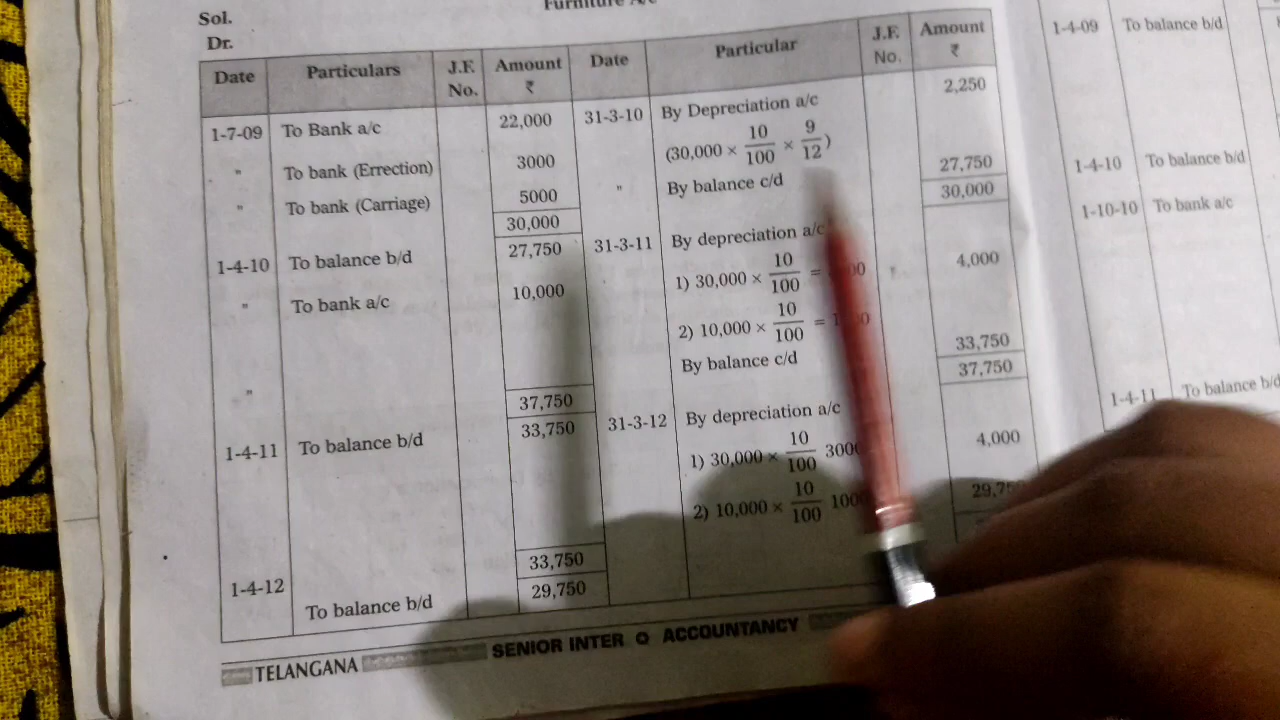 Furniture A/c
Sol.
Dr.
Date Particulars J.F. No. Amount ₹ Date Particular J.F. No. Amount ₹
1-7-09 To Bank a/c 22,000 31-3-10 By Depreciation a/c 2,250
" To bank (Errection) 3000 (30,000 × 10/100 × 9/12)
" To bank (Carriage) 5000 " By balance c/d 27,750
30,000 30,000
1-4-10 To balance b/d 27,750 31-3-11 By depreciation a/c
" To bank a/c 10,000 1) 30,000 × 10/100 = 4,000
2) 10,000 × 10/100 =
By balance c/d 33,750
" 37,750 37,750
1-4-11 To balance b/d 33,750 31-3-12 By depreciation a/c
1) 30,000 × 10/100 4,000
2) 10,000 × 10/100
33,750
1-4-12 To balance b/d 29,750
TELANGANA SENIOR INTER ACCOUNTANCY
1-4-09 To balance b/d
1-4-10 To balance b/d
1-10-10 To bank a/c
1-4-11 To balance b/d